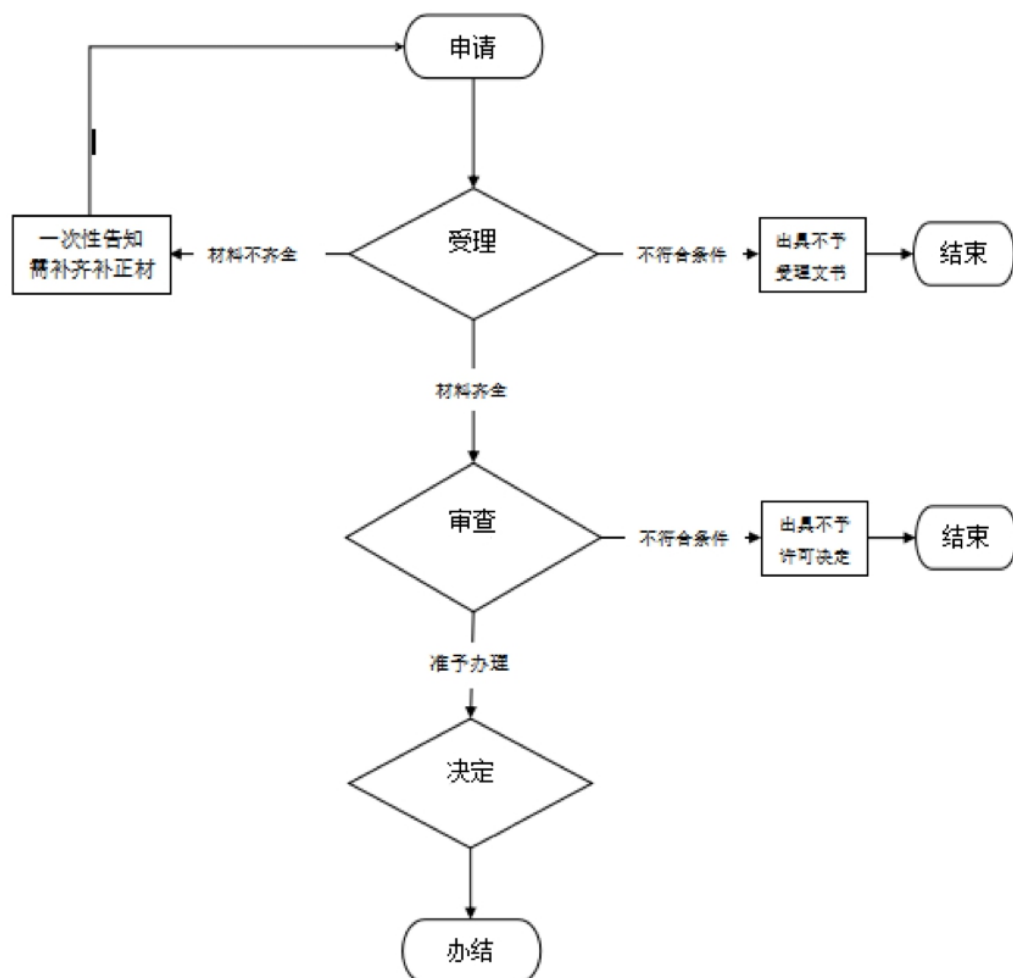 申请
受理
一次性告知
需补齐补正材
材料不齐全
不符合条件
出具不予
受理文书
结束
材料齐全
审查
不符合条件
出具不予
许可决定
结束
准予办理
决定
办结